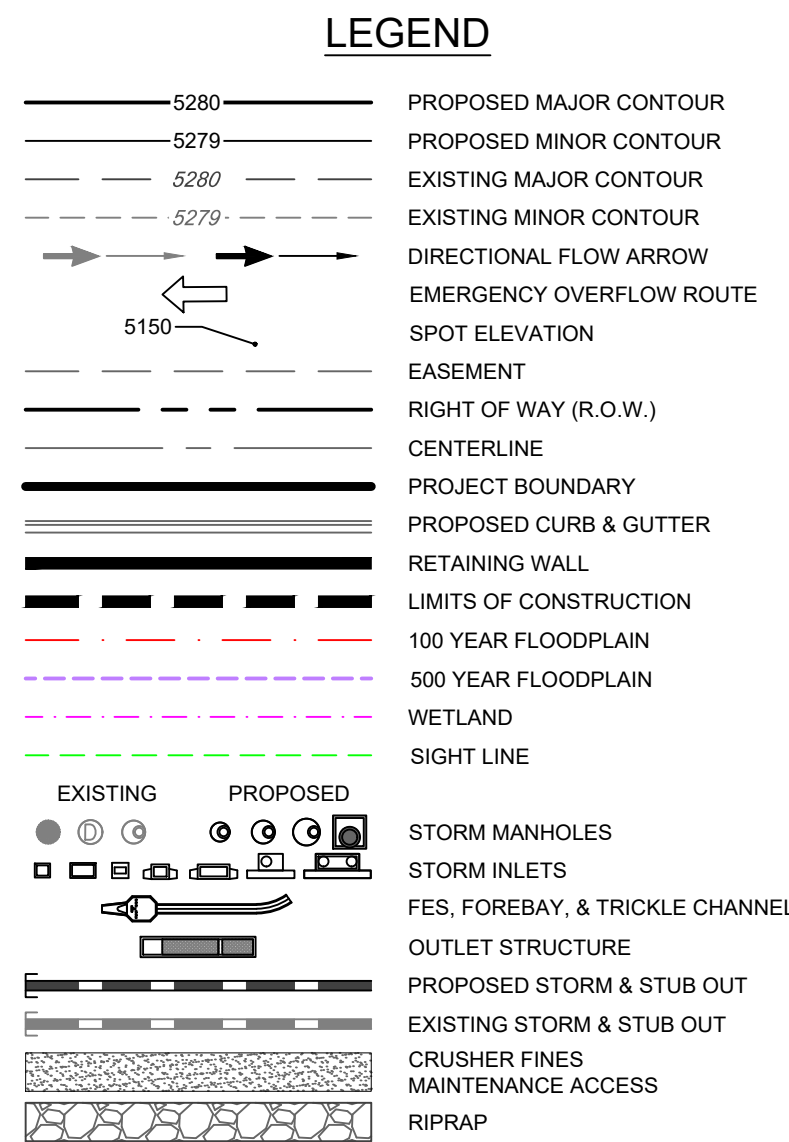 LEGEND
5280 PROPOSED MAJOR CONTOUR
5279 PROPOSED MINOR CONTOUR
5280 EXISTING MAJOR CONTOUR
5279 EXISTING MINOR CONTOUR
DIRECTIONAL FLOW ARROW
EMERGENCY OVERFLOW ROUTE
5150 SPOT ELEVATION
EASEMENT
RIGHT OF WAY (R.O.W.)
CENTERLINE
PROJECT BOUNDARY
PROPOSED CURB & GUTTER
RETAINING WALL
LIMITS OF CONSTRUCTION
100 YEAR FLOODPLAIN
500 YEAR FLOODPLAIN
WETLAND
SIGHT LINE
EXISTING PROPOSED
D STORM MANHOLES
STORM INLETS
FES, FOREBAY, & TRICKLE CHANNEL
OUTLET STRUCTURE
PROPOSED STORM & STUB OUT
EXISTING STORM & STUB OUT
CRUSHER FINES
MAINTENANCE ACCESS
RIPRAP